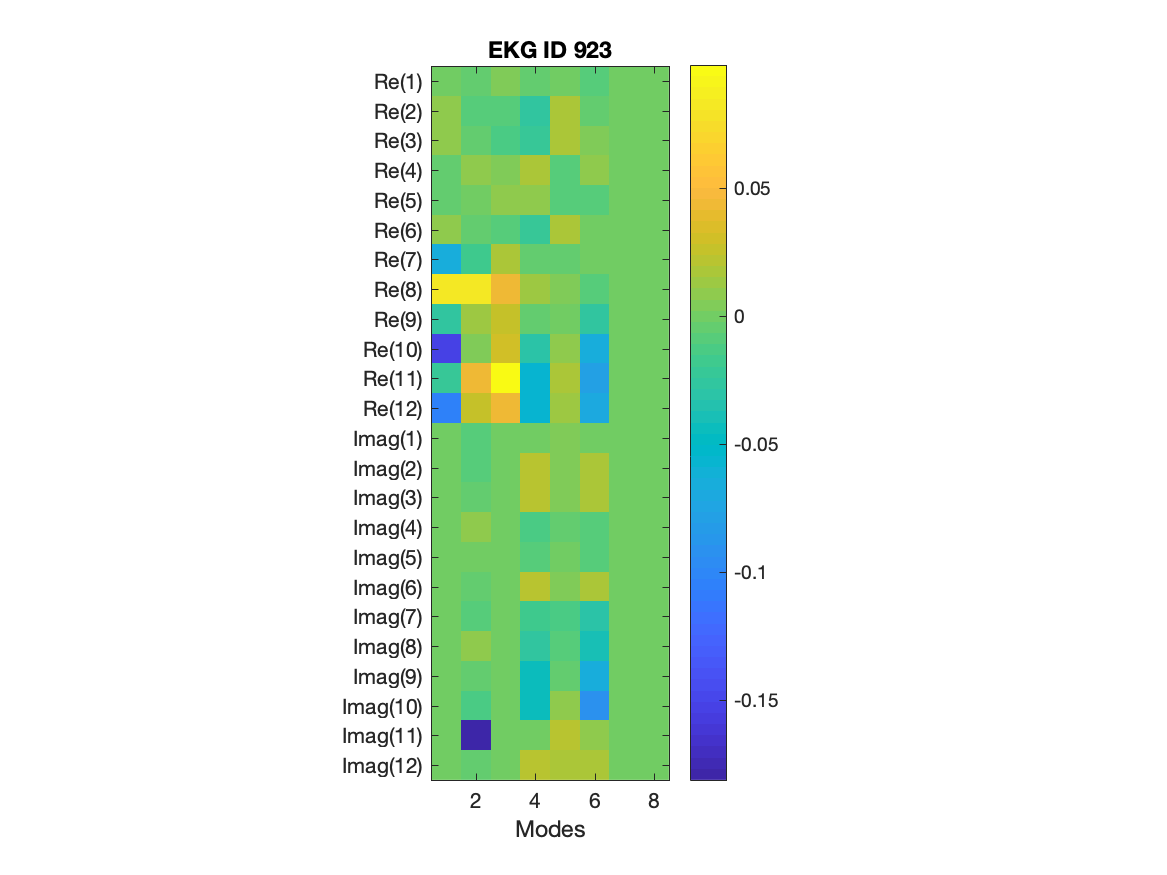 EKG ID 923
Re(1)
Re(2)
Re(3)
Re(4)
Re(5)
Re(6)
Re(7)
Re(8)
Re(9)
Re(10)
Re(11)
Re(12)
Imag(1)
Imag(2)
Imag(3)
Imag(4)
Imag(5)
Imag(6)
Imag(7)
Imag(8)
Imag(9)
Imag(10)
Imag(11)
Imag(12)
2 4 6 8
Modes
0.05
0
-0.05
-0.1
-0.15